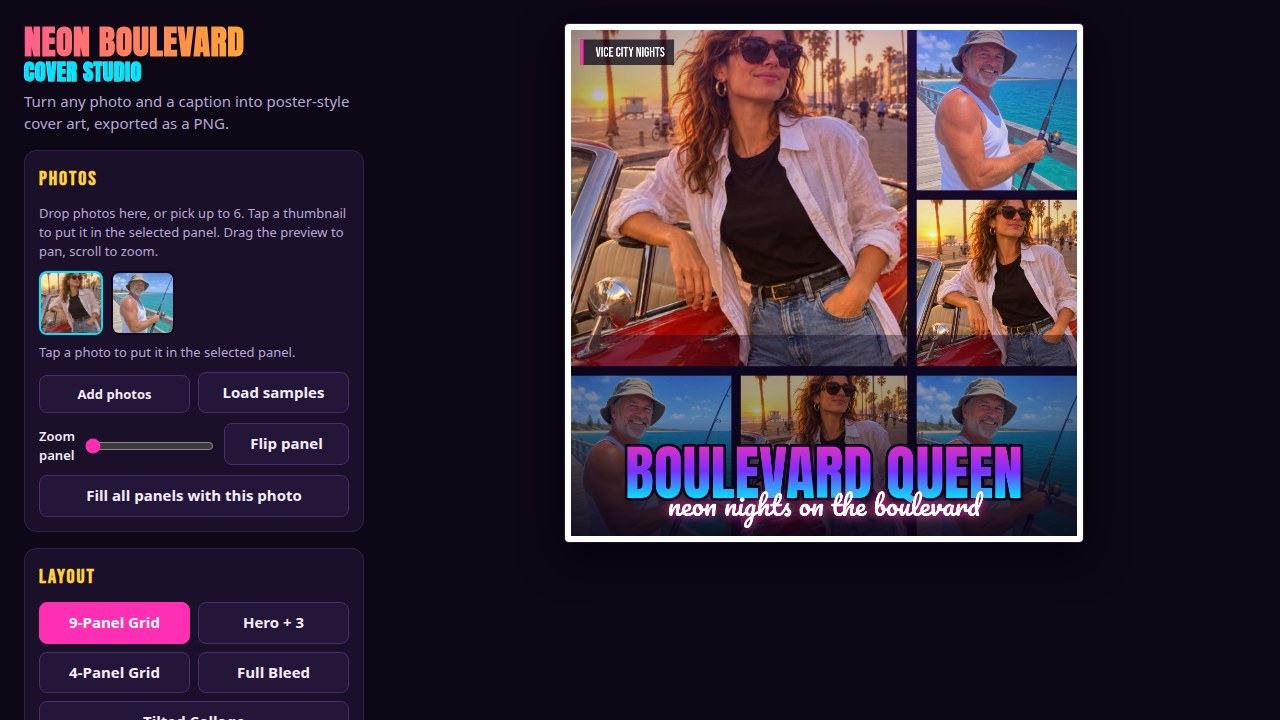 NEON BOULEVARD
COVER STUDIO
Turn any photo and a caption into poster-style
cover art, exported as a PNG.
PHOTOS
Drop photos here, or pick up to 6. Tap a thumbnail
to put it in the selected panel. Drag the preview to
pan, scroll to zoom.
Tap a photo to put it in the selected panel.
Add photos
Load samples
Zoom
panel
Flip panel
Fill all panels with this photo
LAYOUT
9-Panel Grid
Hero + 3
4-Panel Grid
Full Bleed
Tilted Collage
VICE CITY NIGHTS
BOULEVARD QUEEN
neon nights on the boulevard